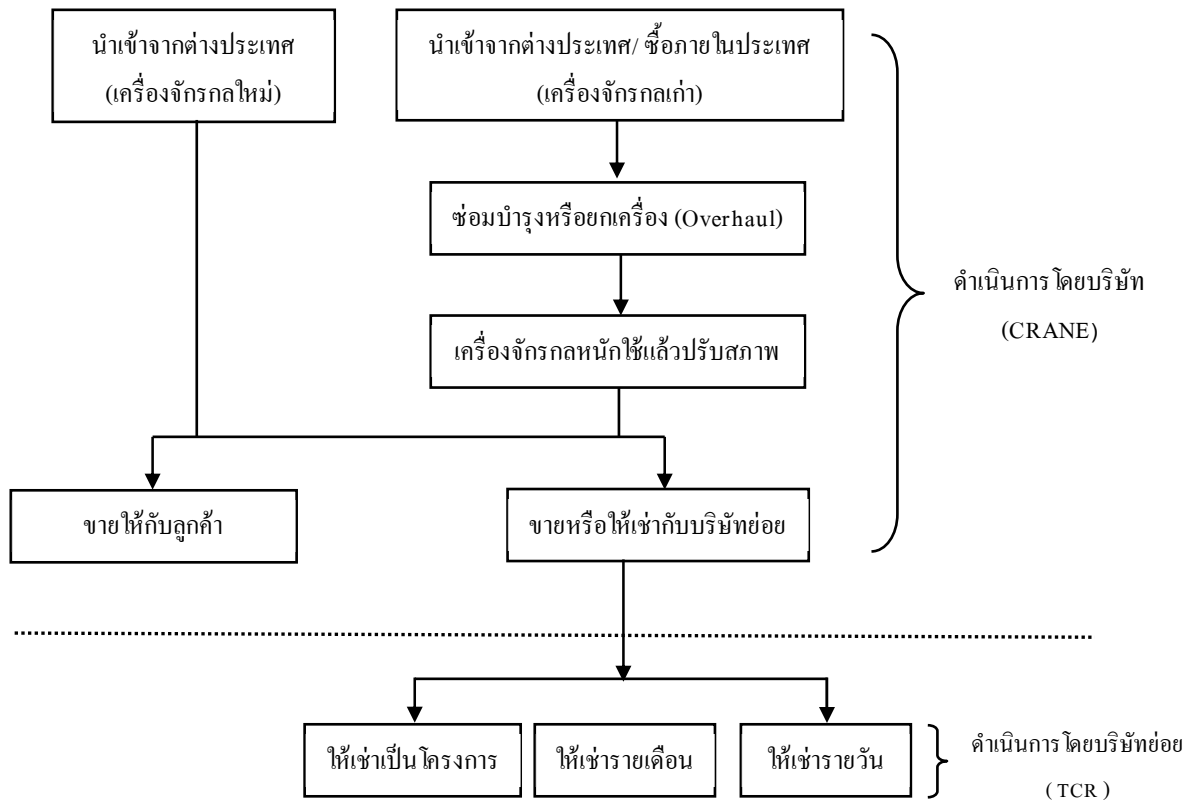 นำเข้าจากต่างประเทศ
(เครื่องจักรกลใหม่)
นำเข้าจากต่างประเทศ/ ซื้อภายในประเทศ
(เครื่องจักรกลเก่า)
ซ่อมบำรุงหรือยกเครื่อง (Overhaul)
เครื่องจักรกลหนักใช้แล้วปรับสภาพ
ดำเนินการโดยบริษัท
(CRANE)
ขายให้กับลูกค้า
ขายหรือให้เช่ากับบริษัทย่อย
ให้เช่าเป็นโครงการ
ให้เช่ารายเดือน
ให้เช่ารายวัน
ดำเนินการโดยบริษัทย่อย
( TCR )